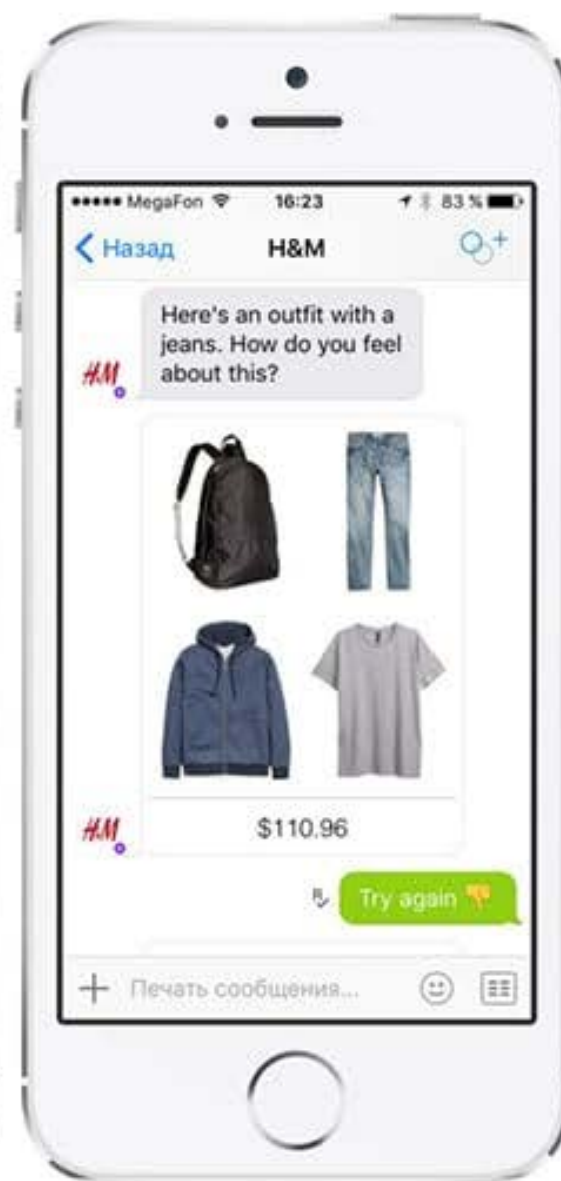 MegaFon 16:23 83 %
Назад H&M
Here's an outfit with a
jeans. How do you feel
about this?
H&M
$110.96
H&M
Try again 👎
Печать сообщения...